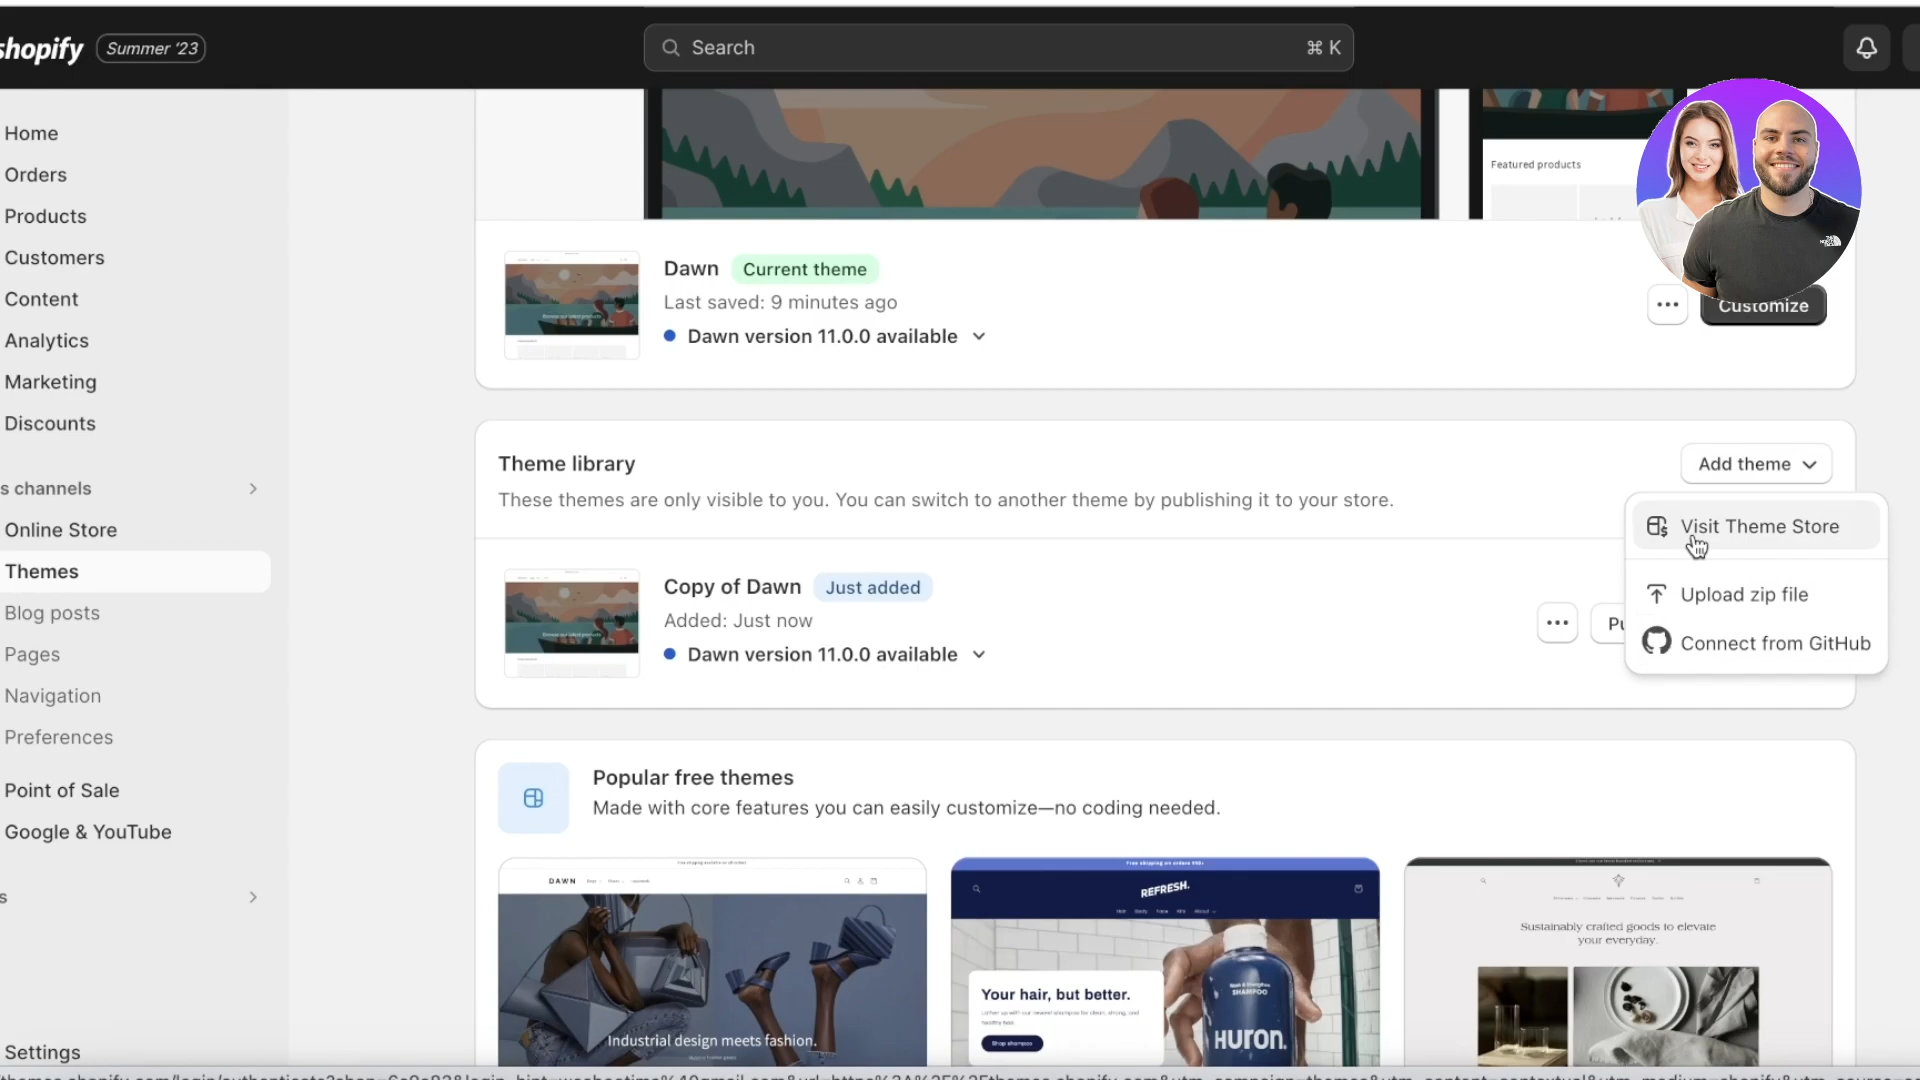 shopify Summer '23
Search
⌘ K
Home
Orders
Products
Customers
Content
Analytics
Marketing
Discounts
s channels
Online Store
Themes
Blog posts
Pages
Navigation
Preferences
Point of Sale
Google & YouTube
s
Settings
Featured products
Dawn Current theme
Last saved: 9 minutes ago
Dawn version 11.0.0 available
Customize
Theme library
These themes are only visible to you. You can switch to another theme by publishing it to your store.
Add theme
Visit Theme Store
Upload zip file
Connect from GitHub
Copy of Dawn Just added
Added: Just now
Dawn version 11.0.0 available
Pu
Popular free themes
Made with core features you can easily customize—no coding needed.
DAWN
Industrial design meets fashion.
REFRESH.
Your hair, but better.
Shop shampoo
SHAMPOO
HURON.
Sustainably crafted goods to elevate
your everyday.